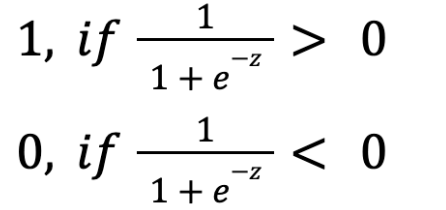 1, if 1 / (1 + e^{-z}) > 0
0, if 1 / (1 + e^{-z}) < 0